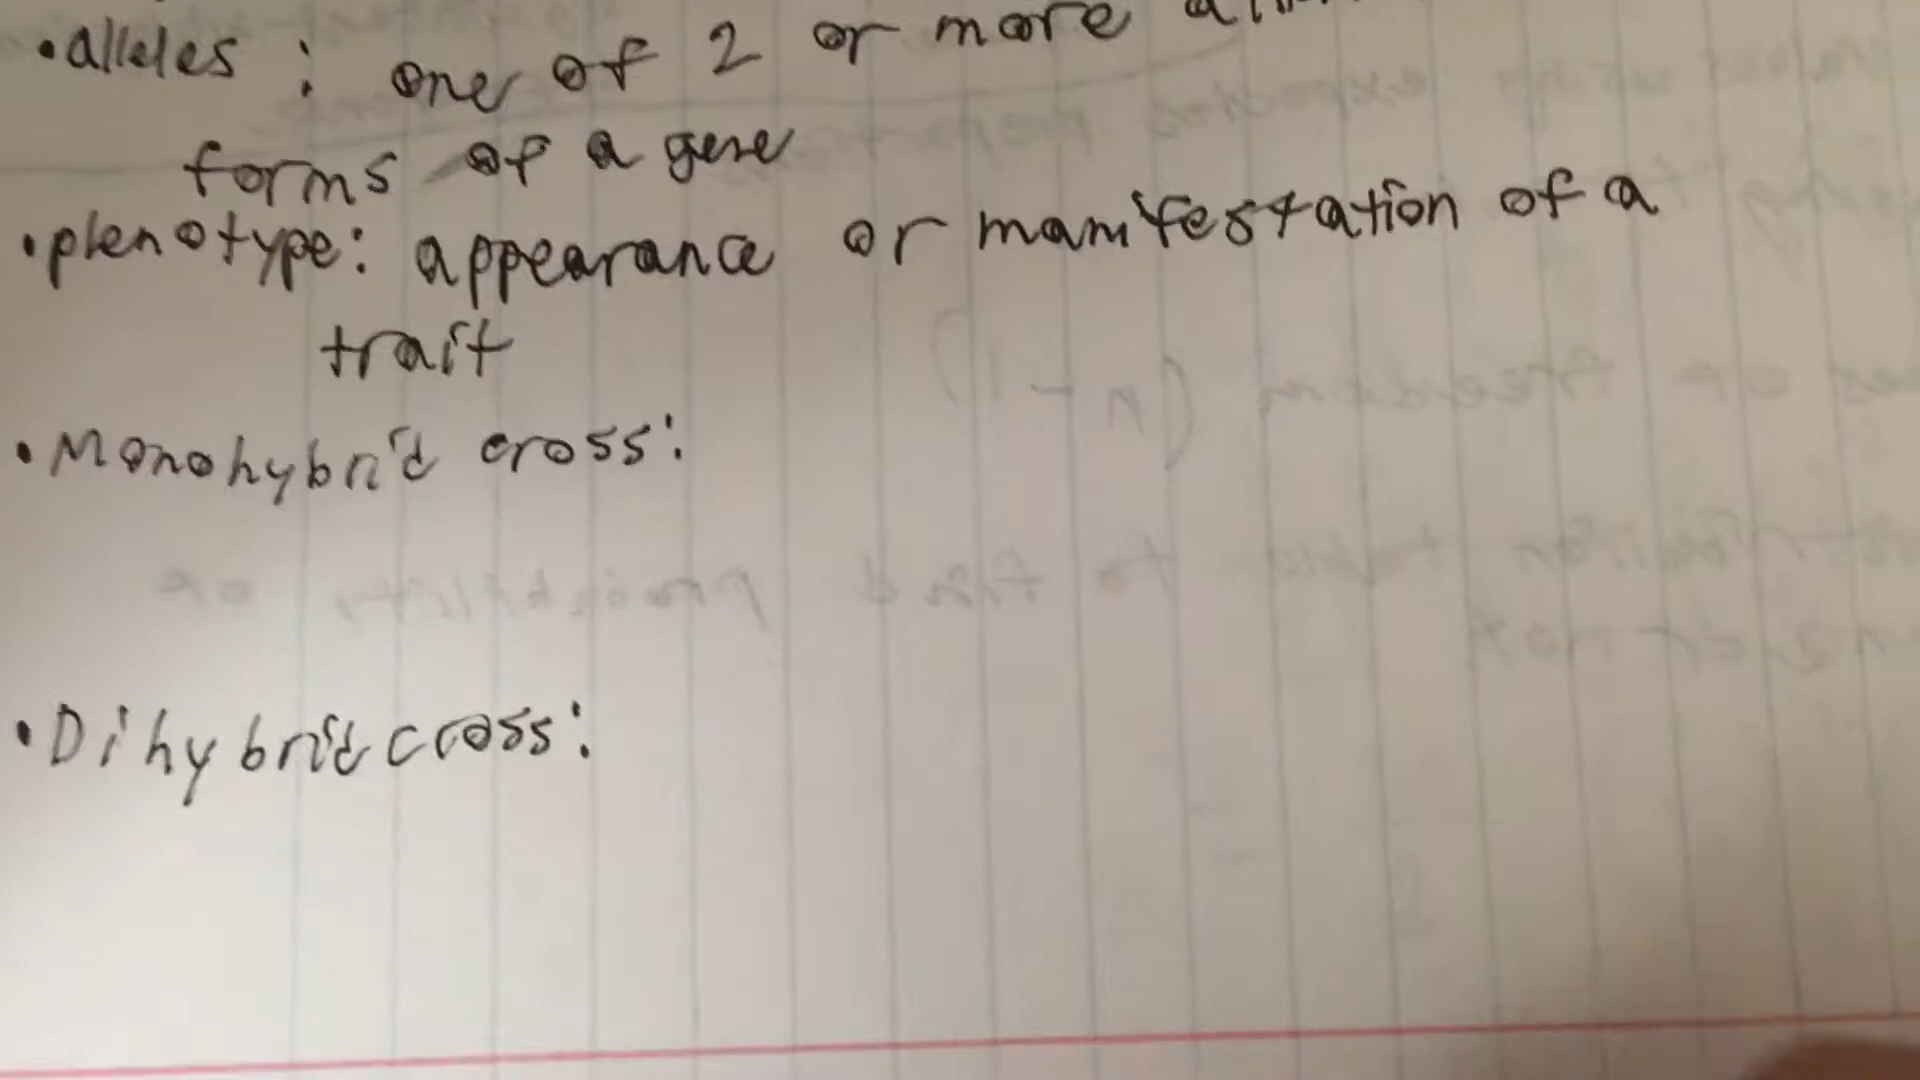 •alleles : one of 2 or more
forms of a gene
•phenotype: appearance or manifestation of a
trait
•Monohybrid cross:
•Dihybrid cross: